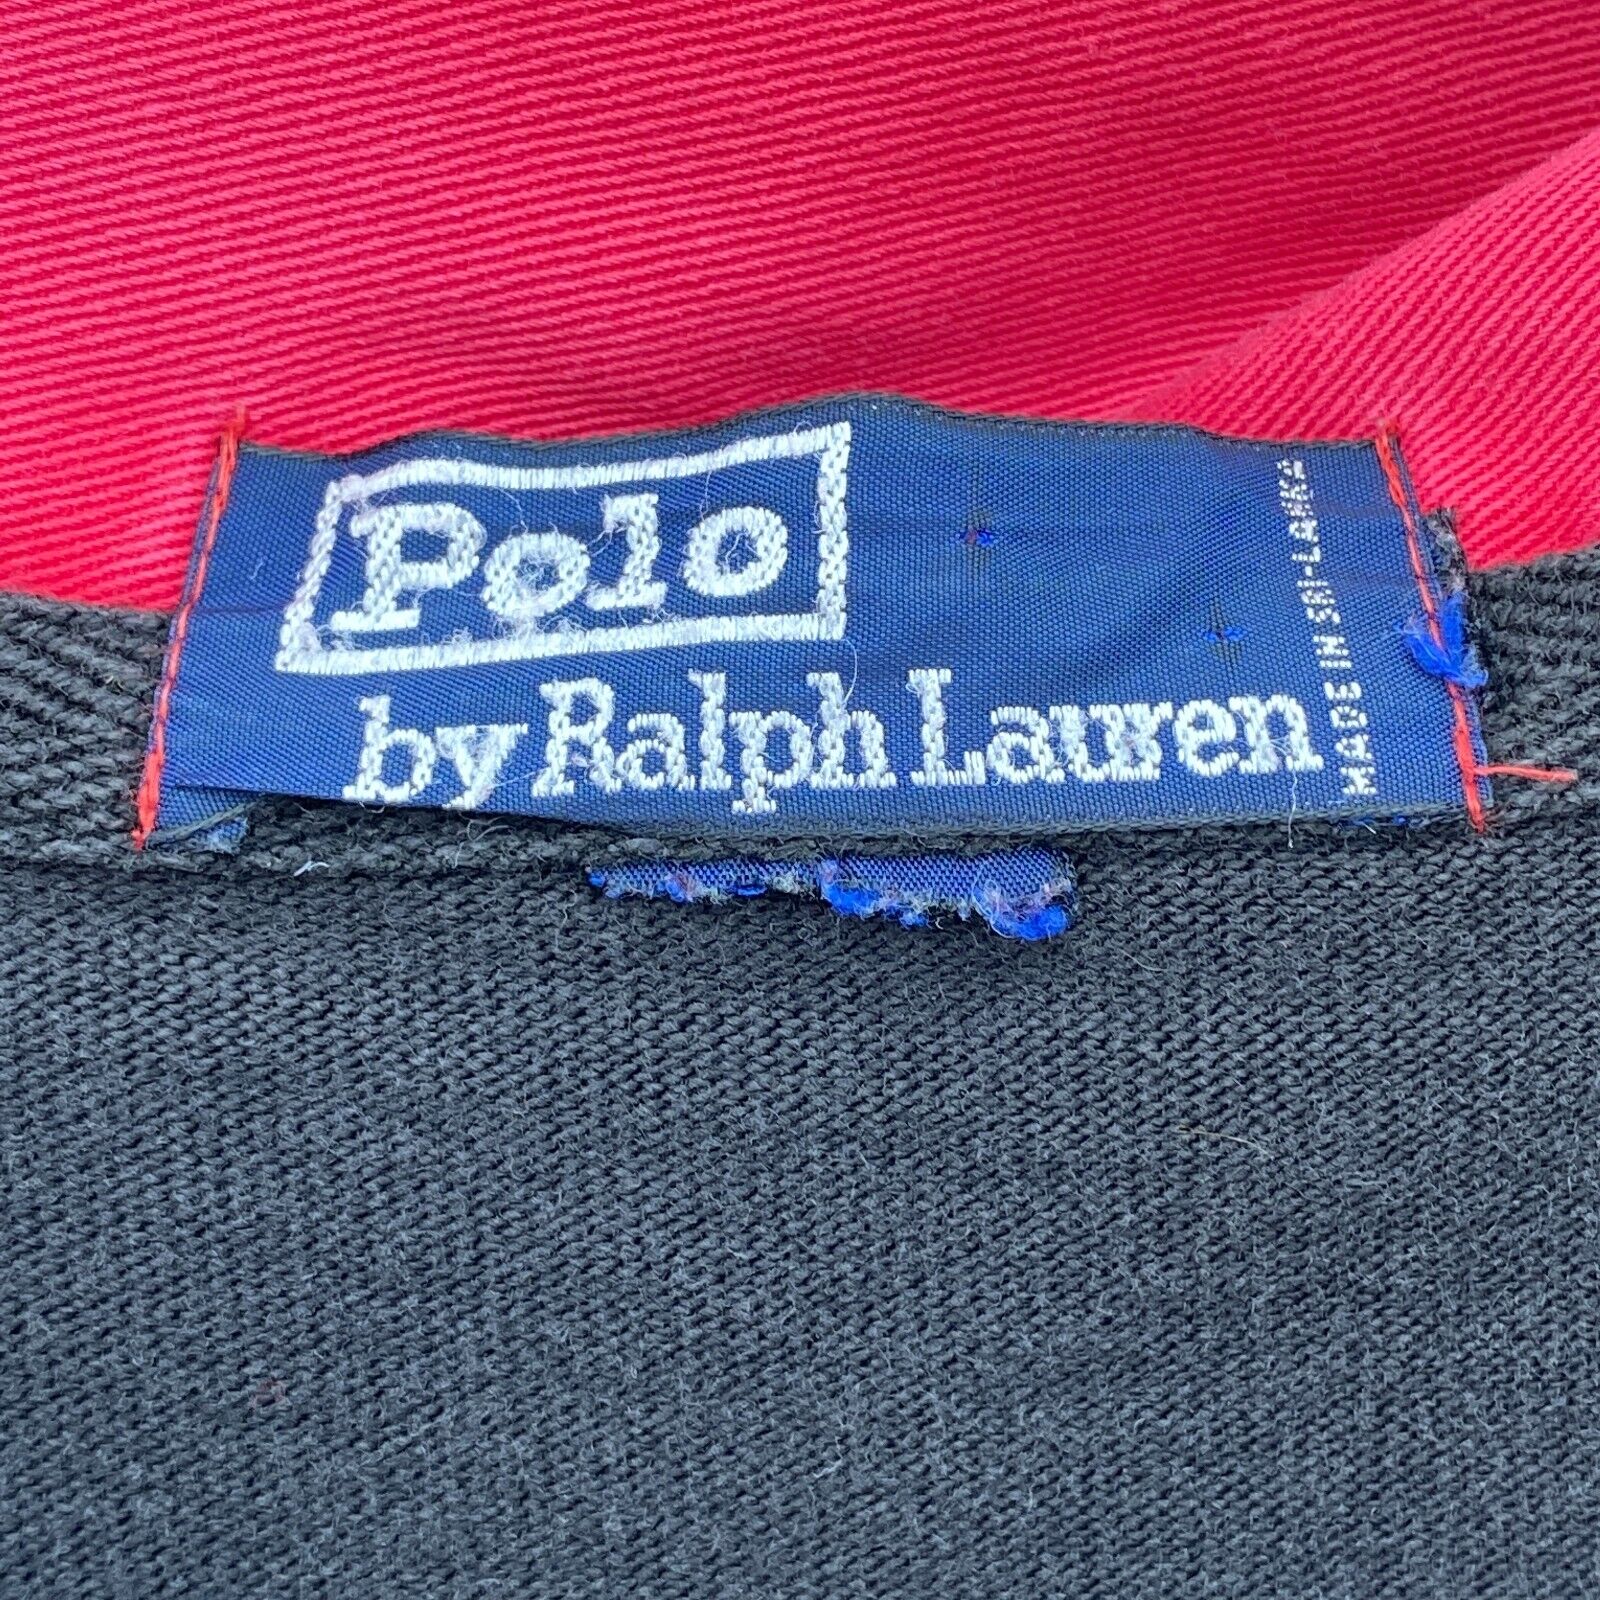 Polo
by Ralph Lauren
MADE IN SRI-LANKA